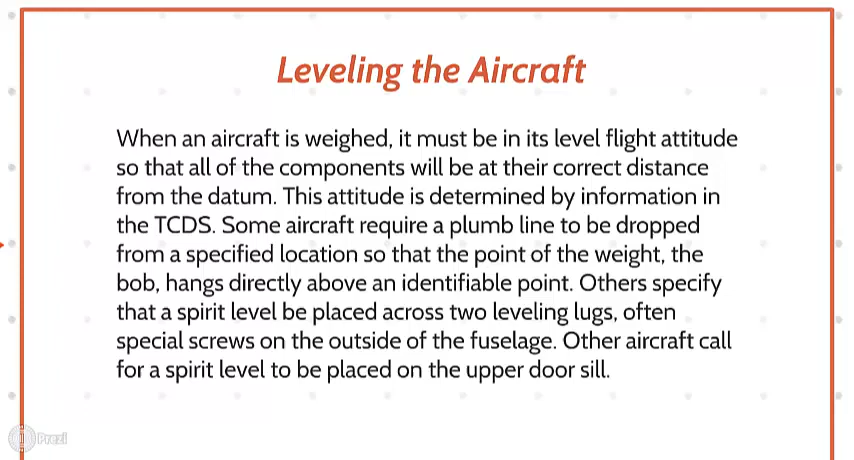 Leveling the Aircraft
When an aircraft is weighed, it must be in its level flight attitude
so that all of the components will be at their correct distance
from the datum. This attitude is determined by information in
the TCDS. Some aircraft require a plumb line to be dropped
from a specified location so that the point of the weight, the
bob, hangs directly above an identifiable point. Others specify
that a spirit level be placed across two leveling lugs, often
special screws on the outside of the fuselage. Other aircraft call
for a spirit level to be placed on the upper door sill.
Prezi